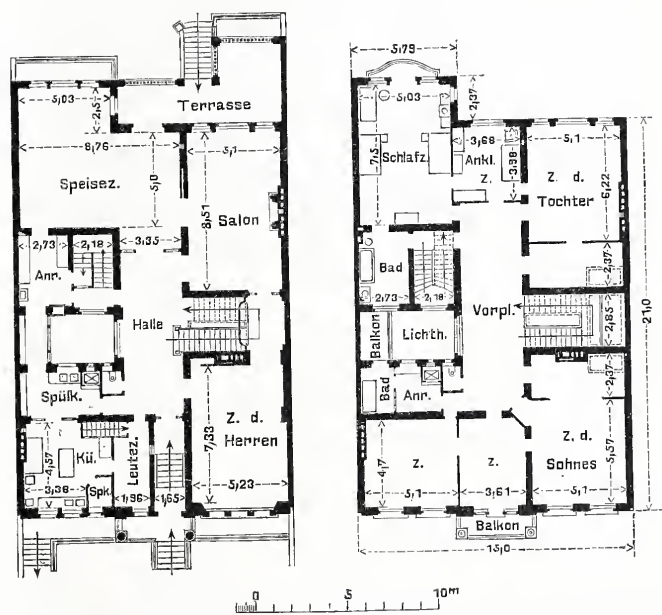 5,03
2,5
Terrasse
8,76
Speisez.
5,0
5,1
Salon
8,51
2,73
2,18
3,35
Anr.
Halle
Spülk.
Z. d.
Herren
7,33
Kü.
4,57
3,38
Spk.
Leutez.
1,96
1,65
5,23
5,79
5,03
2,37
7,5
Schlafz.
3,68
Ankl.
Z.
3,98
5,1
Z. d.
Tochter
6,22
2,37
Bad
2,73
2,18
Balkon
Lichth.
Vorpl.
2,85
21,0
Bad
Anr.
2,37
4,7
Z.
5,1
Z.
3,61
Z. d.
Sohnes
5,57
5,1
Balkon
15,0
0 5 10m